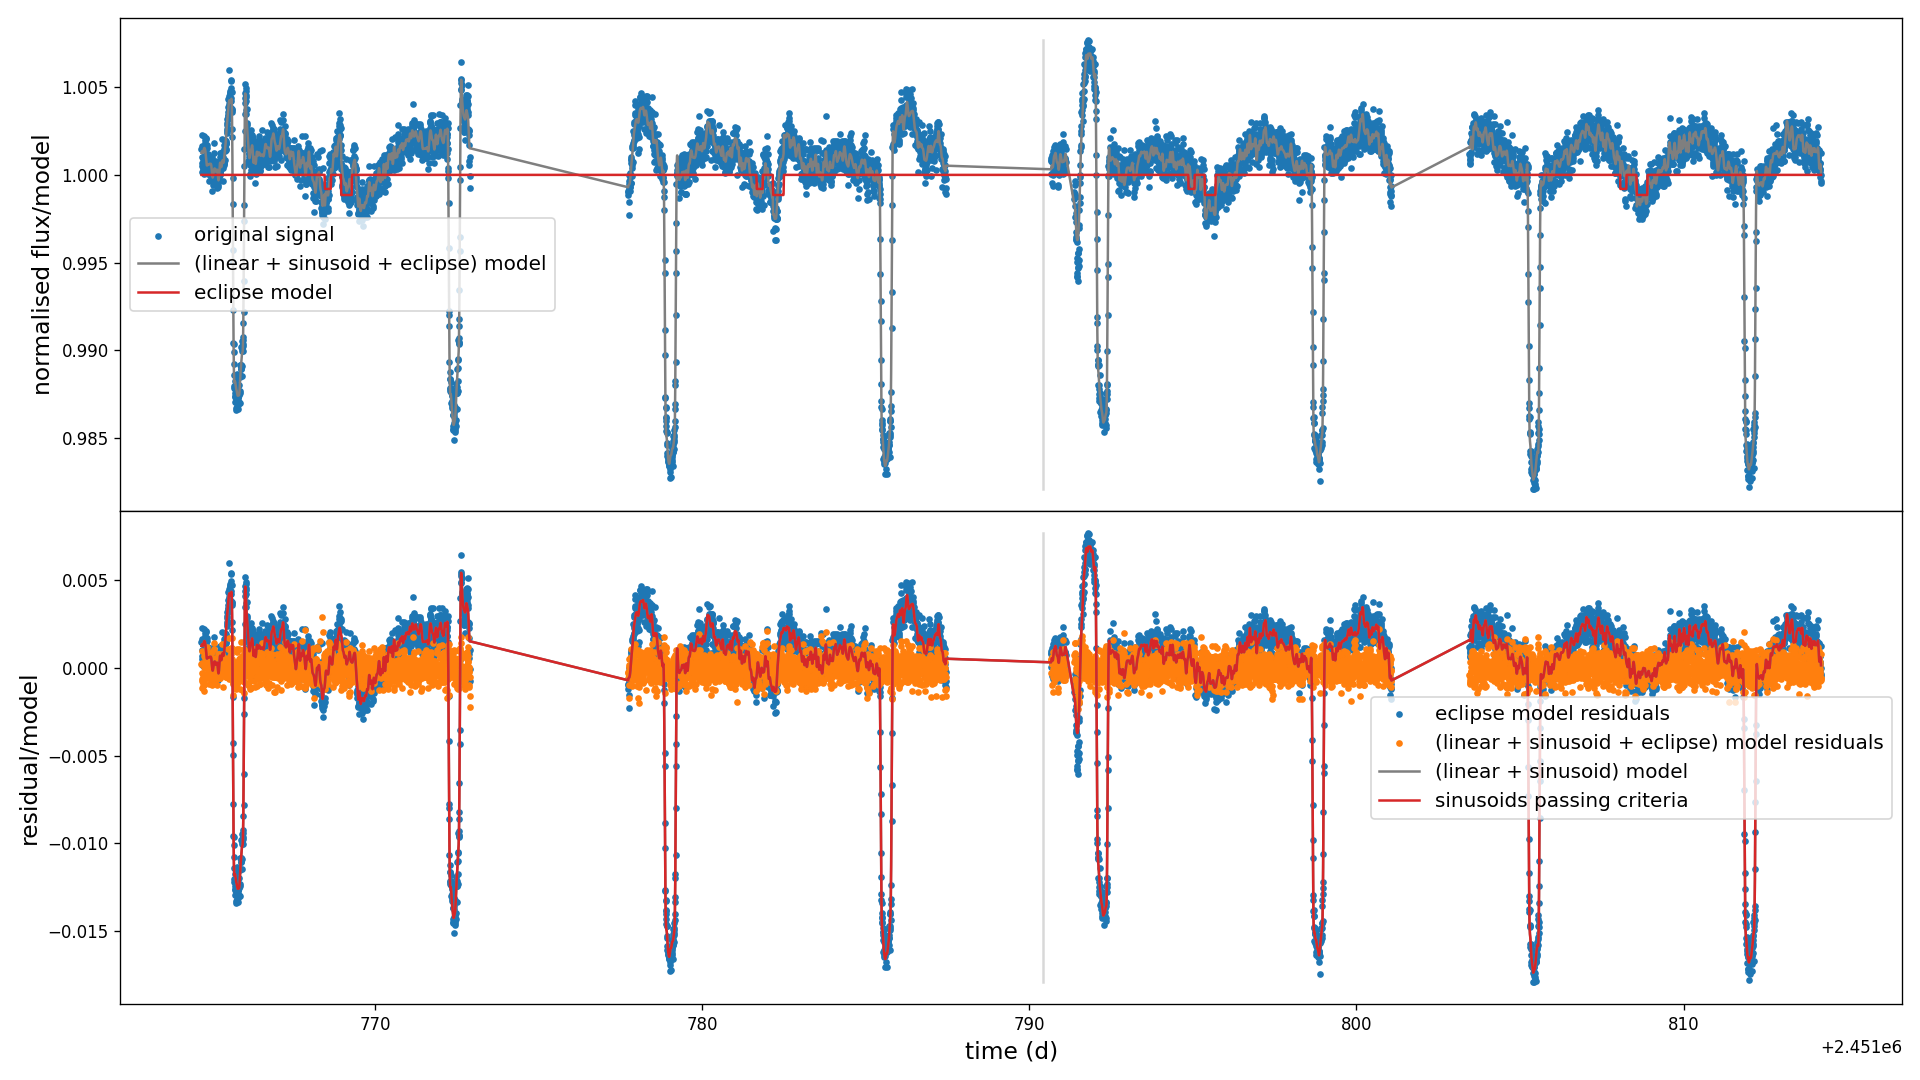 1.005
1.000
0.995
0.990
0.985
normalised flux/model
original signal
(linear + sinusoid + eclipse) model
eclipse model
0.005
0.000
−0.005
−0.010
−0.015
residual/model
eclipse model residuals
(linear + sinusoid + eclipse) model residuals
(linear + sinusoid) model
sinusoids passing criteria
770 780 790 800 810
time (d)
+2.451e6